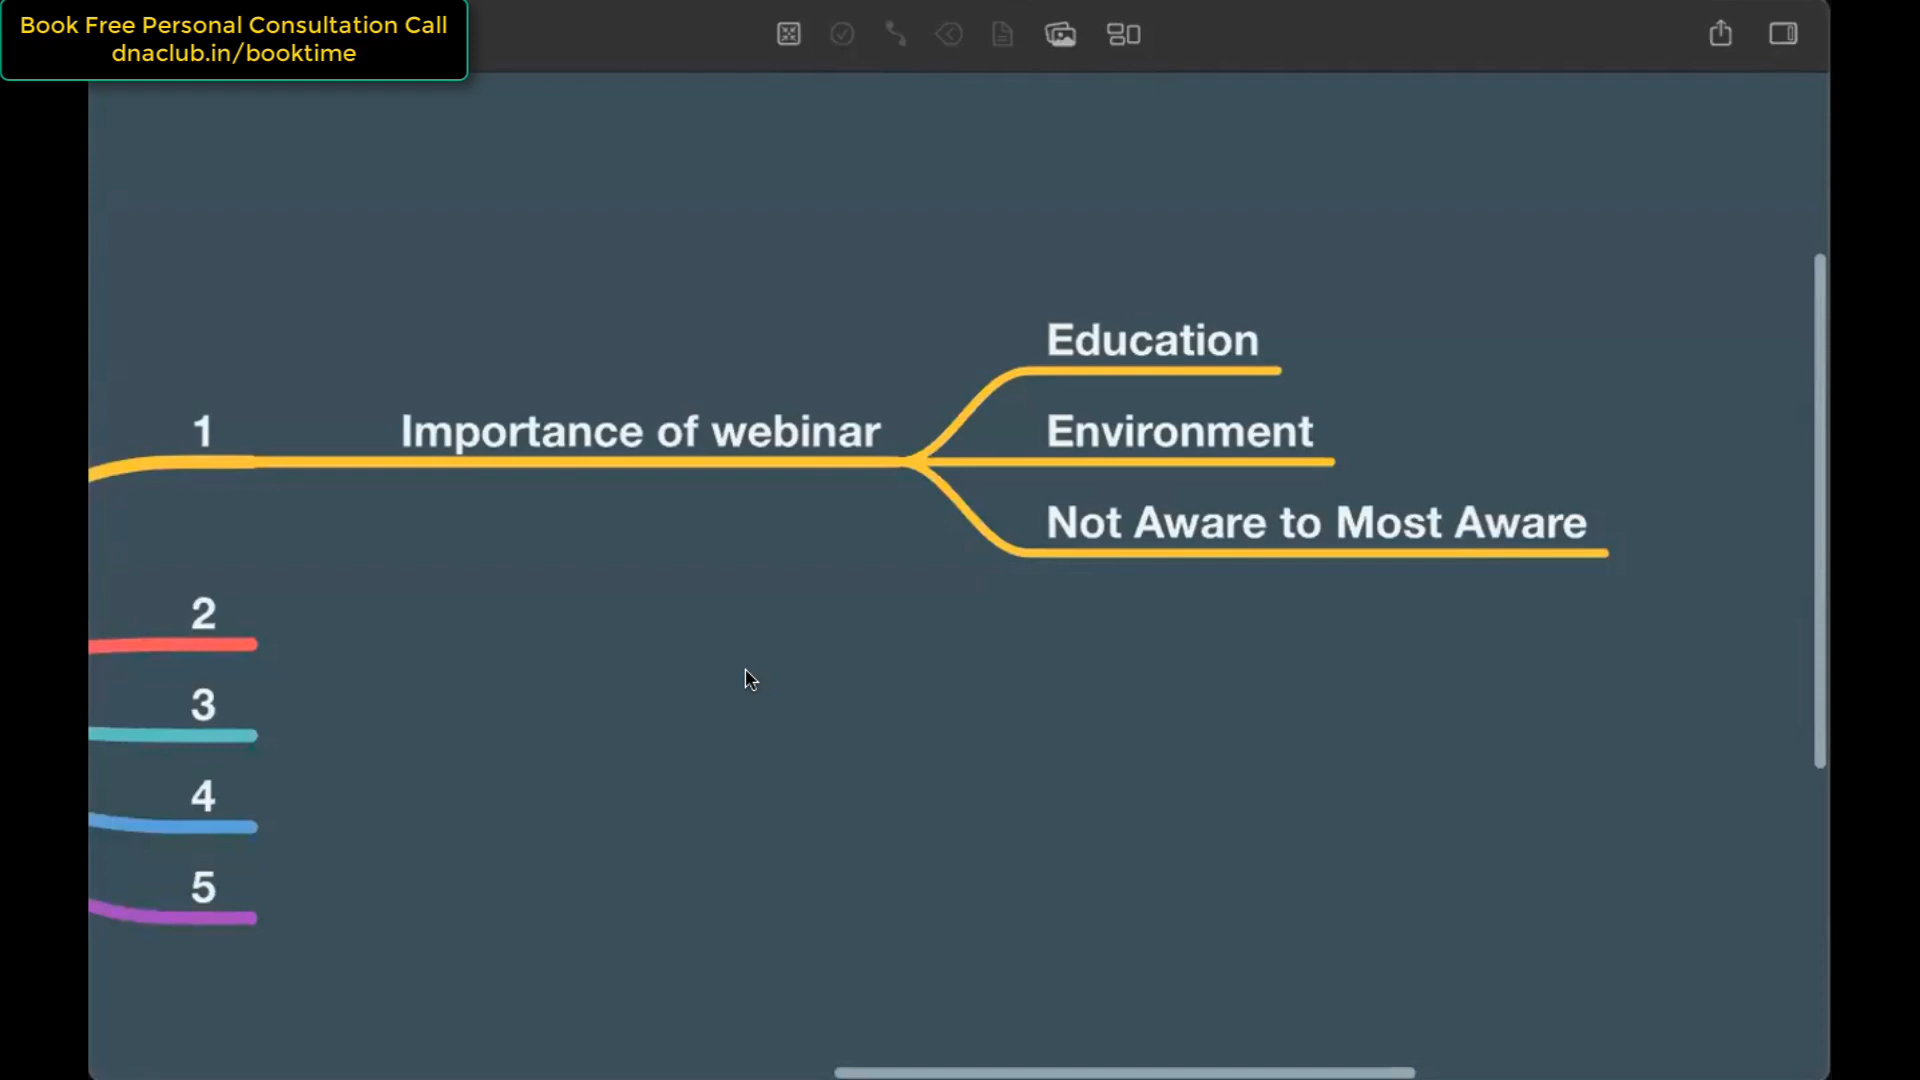 Book Free Personal Consultation Call
dnaclub.in/booktime
Education
1 Importance of webinar Environment
Not Aware to Most Aware
2
3
4
5